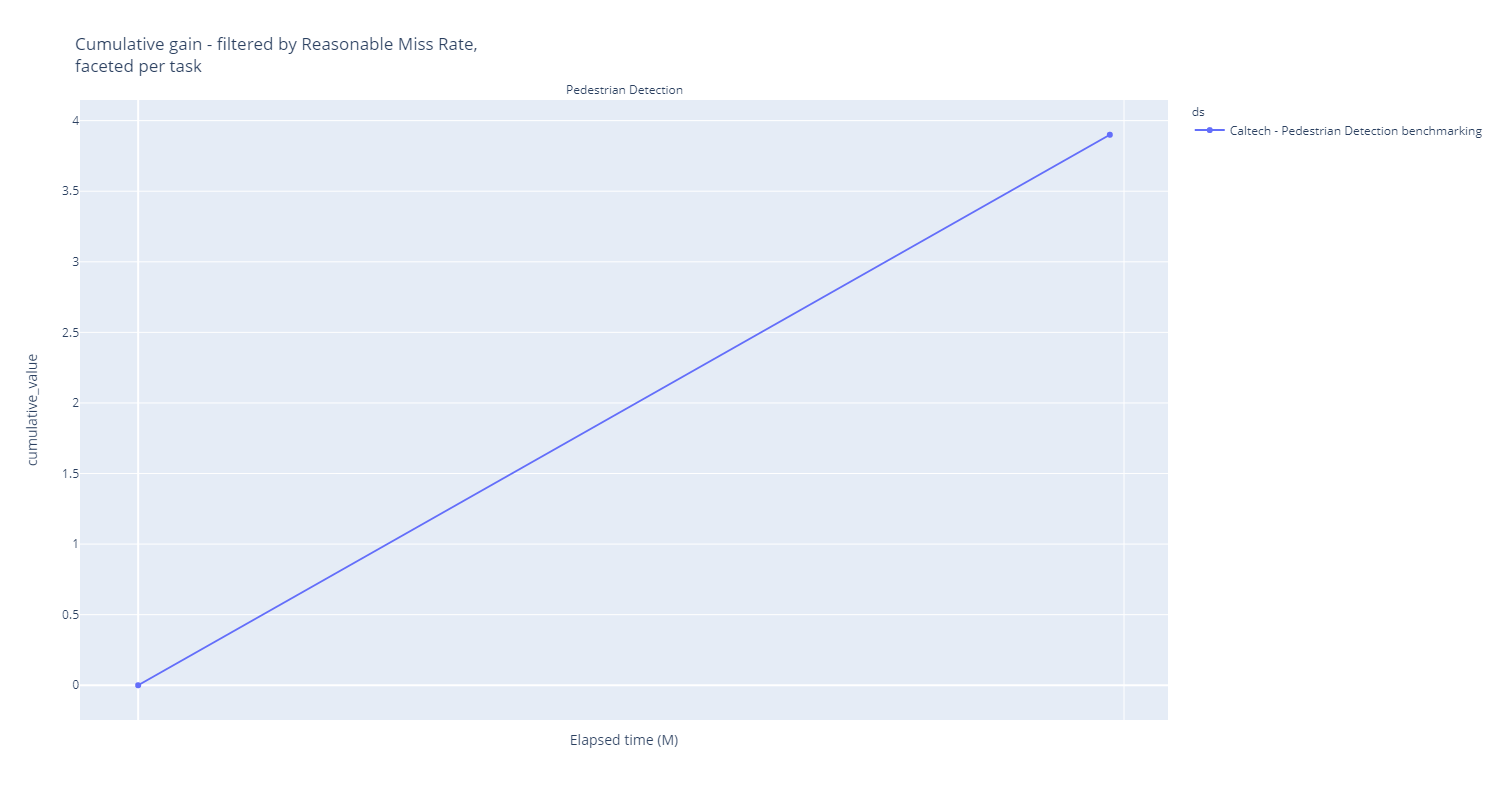 Cumulative gain - filtered by Reasonable Miss Rate,
faceted per task
Pedestrian Detection
ds
Caltech - Pedestrian Detection benchmarking
4
3.5
3
2.5
2
1.5
1
0.5
0
cumulative_value
Elapsed time (M)